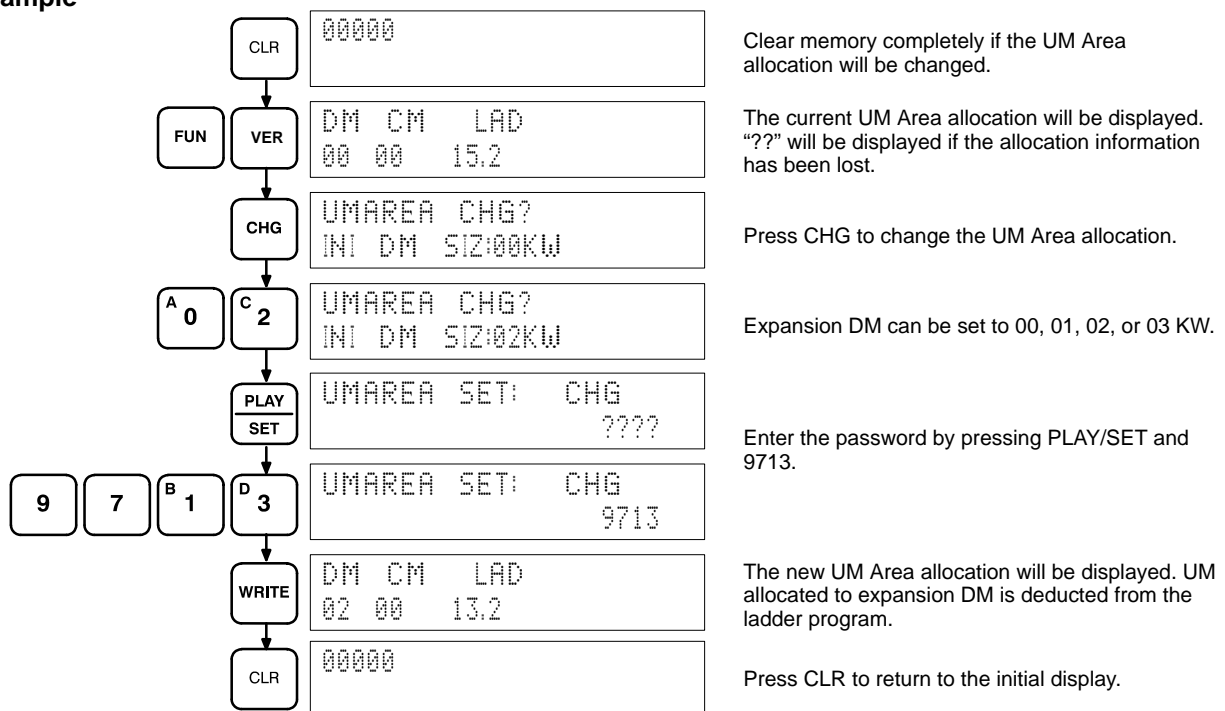 ample
CLR
00000
Clear memory completely if the UM Area
allocation will be changed.
FUN
VER
DM CM LAD
00 00 15.2
The current UM Area allocation will be displayed.
“??” will be displayed if the allocation information
has been lost.
CHG
UMAREA CHG?
INI DM SIZ:00KW
Press CHG to change the UM Area allocation.
A 0
C 2
UMAREA CHG?
INI DM SIZ:02KW
Expansion DM can be set to 00, 01, 02, or 03 KW.
PLAY
SET
UMAREA SET: CHG
????
Enter the password by pressing PLAY/SET and
9713.
9
7
B 1
D 3
UMAREA SET: CHG
9713
WRITE
DM CM LAD
02 00 13.2
The new UM Area allocation will be displayed. UM
allocated to expansion DM is deducted from the
ladder program.
CLR
00000
Press CLR to return to the initial display.